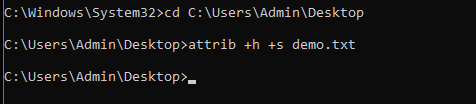 C:\Windows\System32>cd C:\Users\Admin\Desktop
C:\Users\Admin\Desktop>attrib +h +s demo.txt
C:\Users\Admin\Desktop>